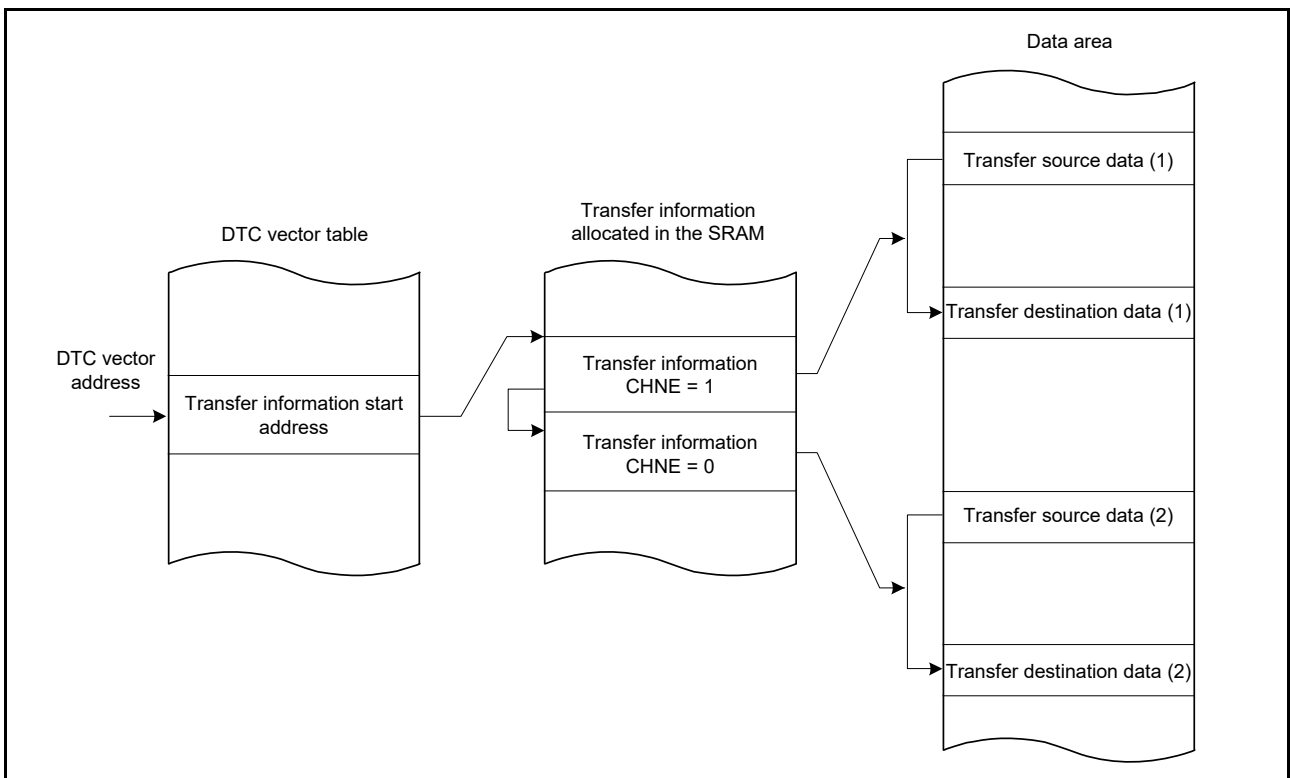 Data area
Transfer source data (1)
Transfer information
allocated in the SRAM
DTC vector table
Transfer destination data (1)
DTC vector
address
Transfer information
CHNE = 1
Transfer information start
address
Transfer information
CHNE = 0
Transfer source data (2)
Transfer destination data (2)